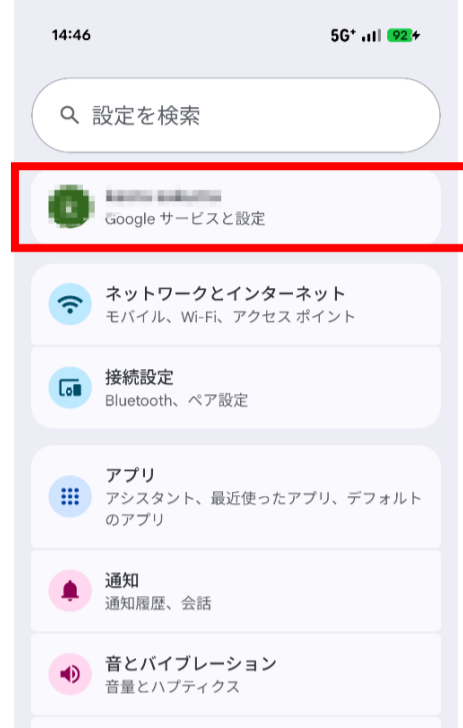 14:46
5G⁺ 92
設定を検索
Google サービスと設定
ネットワークとインターネット
モバイル、Wi-Fi、アクセス ポイント
接続設定
Bluetooth、ペア設定
アプリ
アシスタント、最近使ったアプリ、デフォルト
のアプリ
通知
通知履歴、会話
音とバイブレーション
音量とハプティクス